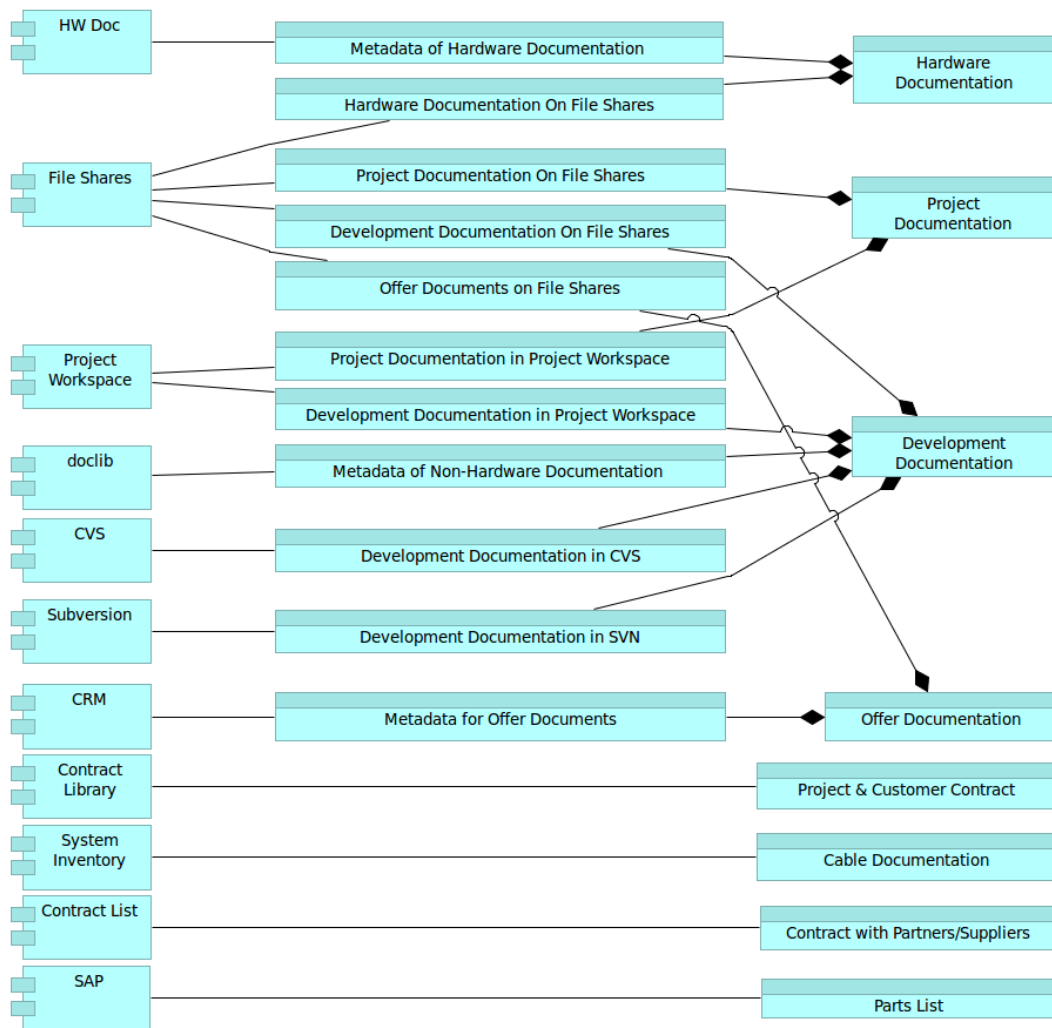 HW Doc
Metadata of Hardware Documentation
Hardware
Documentation
Hardware Documentation On File Shares
File Shares
Project Documentation On File Shares
Project
Documentation
Development Documentation On File Shares
Offer Documents on File Shares
Project
Workspace
Project Documentation in Project Workspace
Development Documentation in Project Workspace
Development
Documentation
doclib
Metadata of Non-Hardware Documentation
CVS
Development Documentation in CVS
Subversion
Development Documentation in SVN
CRM
Metadata for Offer Documents
Offer Documentation
Contract
Library
Project & Customer Contract
System
Inventory
Cable Documentation
Contract List
Contract with Partners/Suppliers
SAP
Parts List